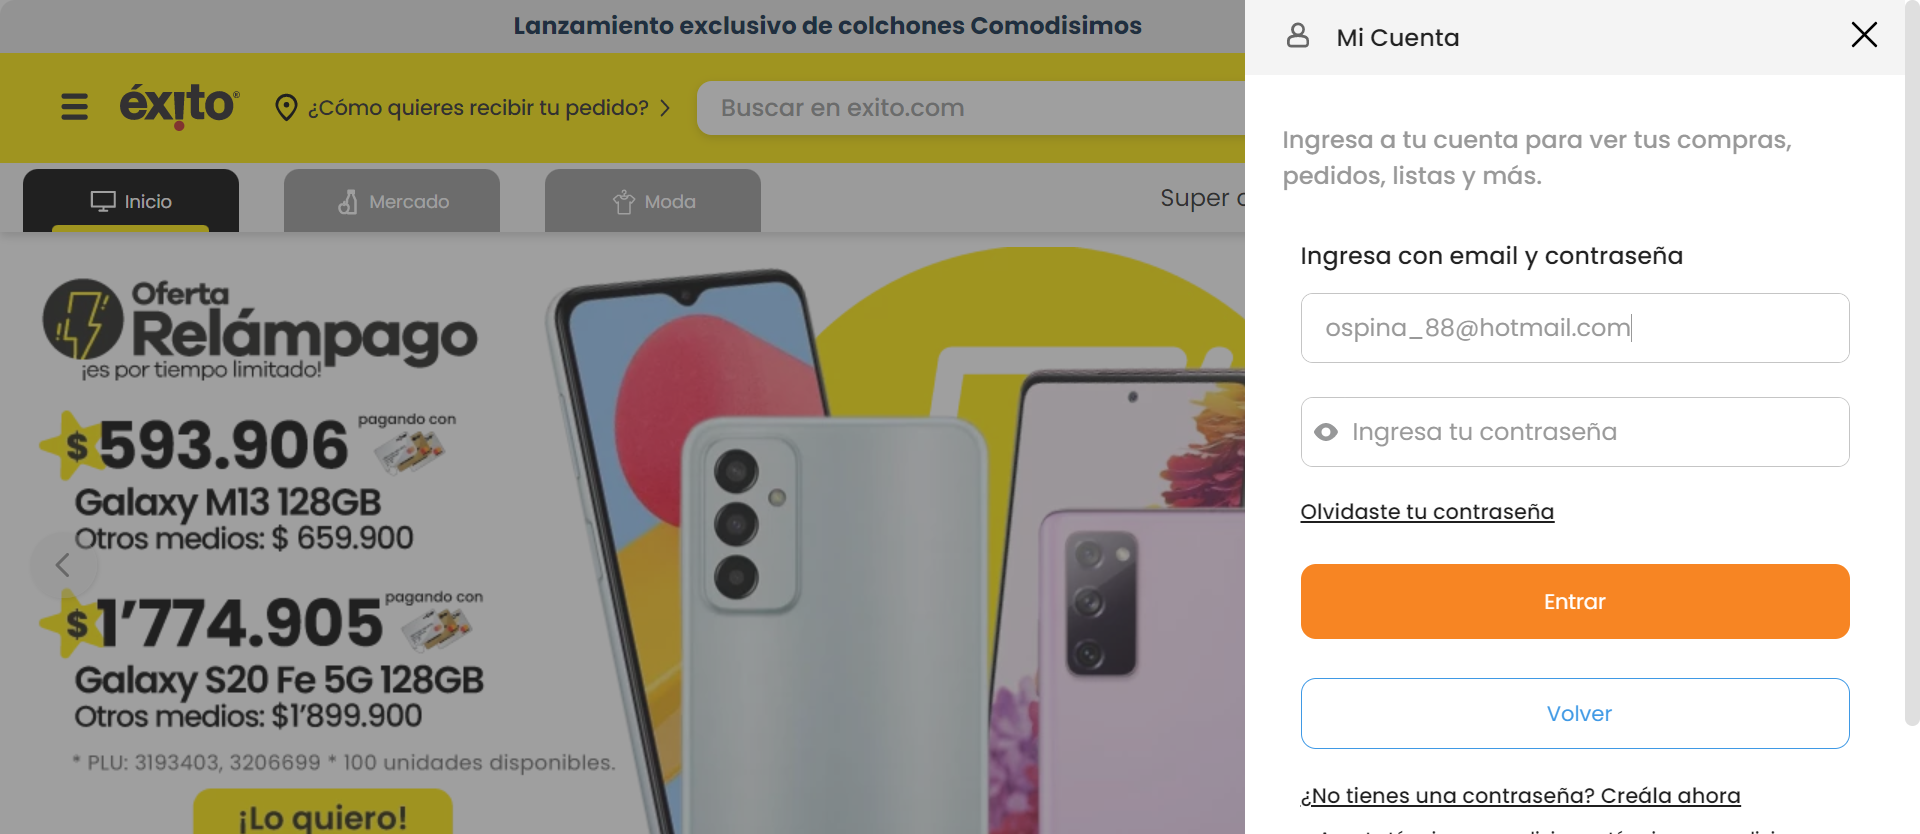 Lanzamiento exclusivo de colchones Comodisimos
éxito®
¿Cómo quieres recibir tu pedido?
Buscar en exito.com
Inicio
Mercado
Moda
Super
Oferta
Relámpago
¡es por tiempo limitado!
$593.906 pagando con
Galaxy M13 128GB
Otros medios: $ 659.900
$1'774.905 pagando con
Galaxy S20 Fe 5G 128GB
Otros medios: $1'899.900
* PLU: 3193403, 3206699 * 100 unidades disponibles.
¡Lo quiero!
Mi Cuenta
Ingresa a tu cuenta para ver tus compras,
pedidos, listas y más.
Ingresa con email y contraseña
ospina_88@hotmail.com
Ingresa tu contraseña
Olvidaste tu contraseña
Entrar
Volver
¿No tienes una contraseña? Creála ahora